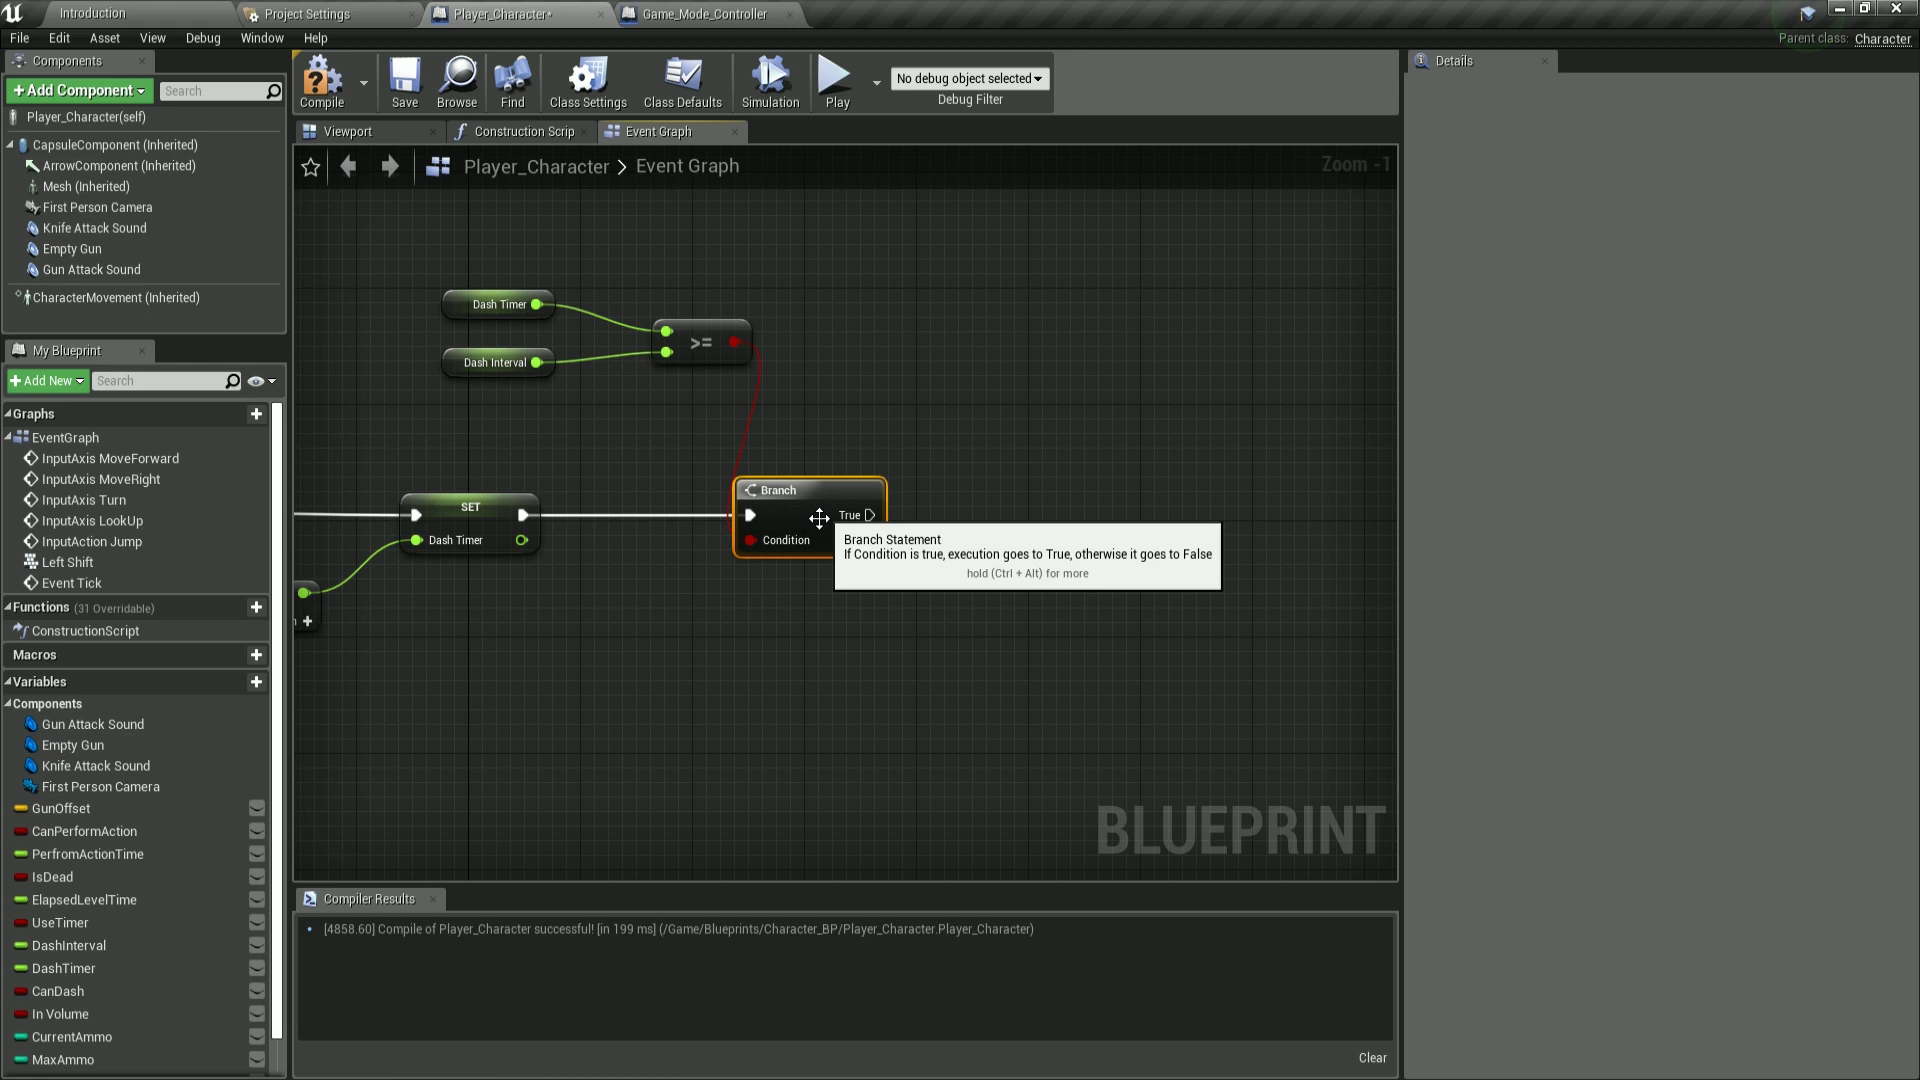 Introduction
Project Settings
Player_Character*
Game_Mode_Controller
File Edit Asset View Debug Window Help
Parent class: Character
Components
+Add Component
Search
Player_Character(self)
CapsuleComponent (Inherited)
ArrowComponent (Inherited)
Mesh (Inherited)
First Person Camera
Knife Attack Sound
Empty Gun
Gun Attack Sound
CharacterMovement (Inherited)
Compile
Save
Browse
Find
Class Settings
Class Defaults
Simulation
Play
No debug object selected
Debug Filter
Details
Viewport
Construction Scrip
Event Graph
Player_Character > Event Graph
Zoom -1
Dash Timer
Dash Interval
>=
SET
Dash Timer
Branch
True
Condition
Branch Statement
If Condition is true, execution goes to True, otherwise it goes to False
hold (Ctrl + Alt) for more
BLUEPRINT
My Blueprint
+Add New
Search
Graphs
EventGraph
InputAxis MoveForward
InputAxis MoveRight
InputAxis Turn
InputAxis LookUp
InputAction Jump
Left Shift
Event Tick
Functions (31 Overridable)
ConstructionScript
Macros
Variables
Components
Gun Attack Sound
Empty Gun
Knife Attack Sound
First Person Camera
GunOffset
CanPerformAction
PerfromActionTime
IsDead
ElapsedLevelTime
UseTimer
DashInterval
DashTimer
CanDash
In Volume
CurrentAmmo
MaxAmmo
Compiler Results
[4858.60] Compile of Player_Character successful! [in 199 ms] (/Game/Blueprints/Character_BP/Player_Character.Player_Character)
Clear